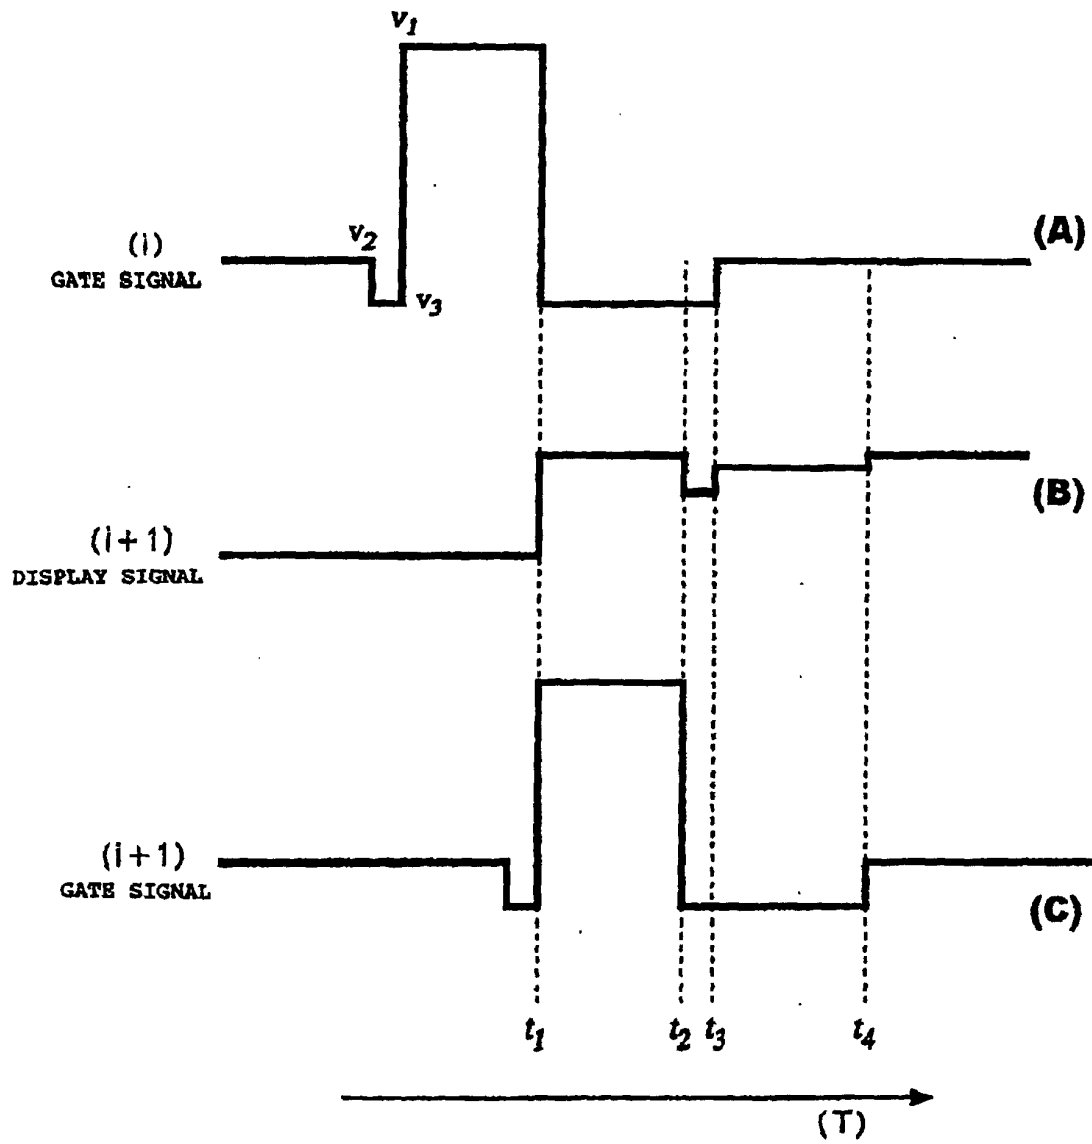 v1
(i)
GATE SIGNAL
v2
v3
(A)
(i+1)
DISPLAY SIGNAL
(B)
(i+1)
GATE SIGNAL
(C)
t1 t2 t3 t4
(T)